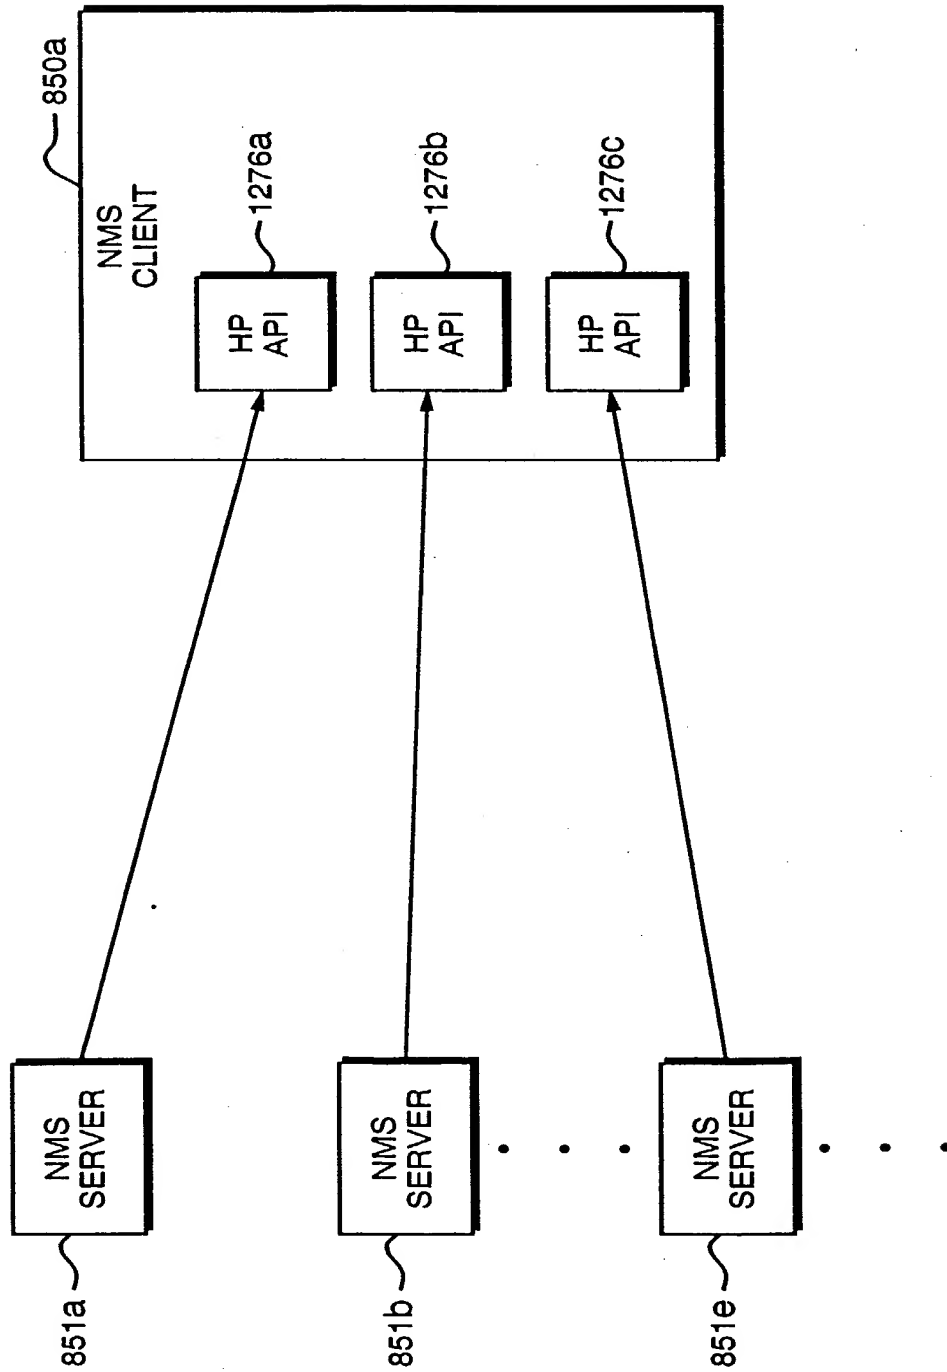 850a
NMS
CLIENT
HP
API
1276a
HP
API
1276b
HP
API
1276c
NMS
SERVER
851a
NMS
SERVER
851b
NMS
SERVER
851e